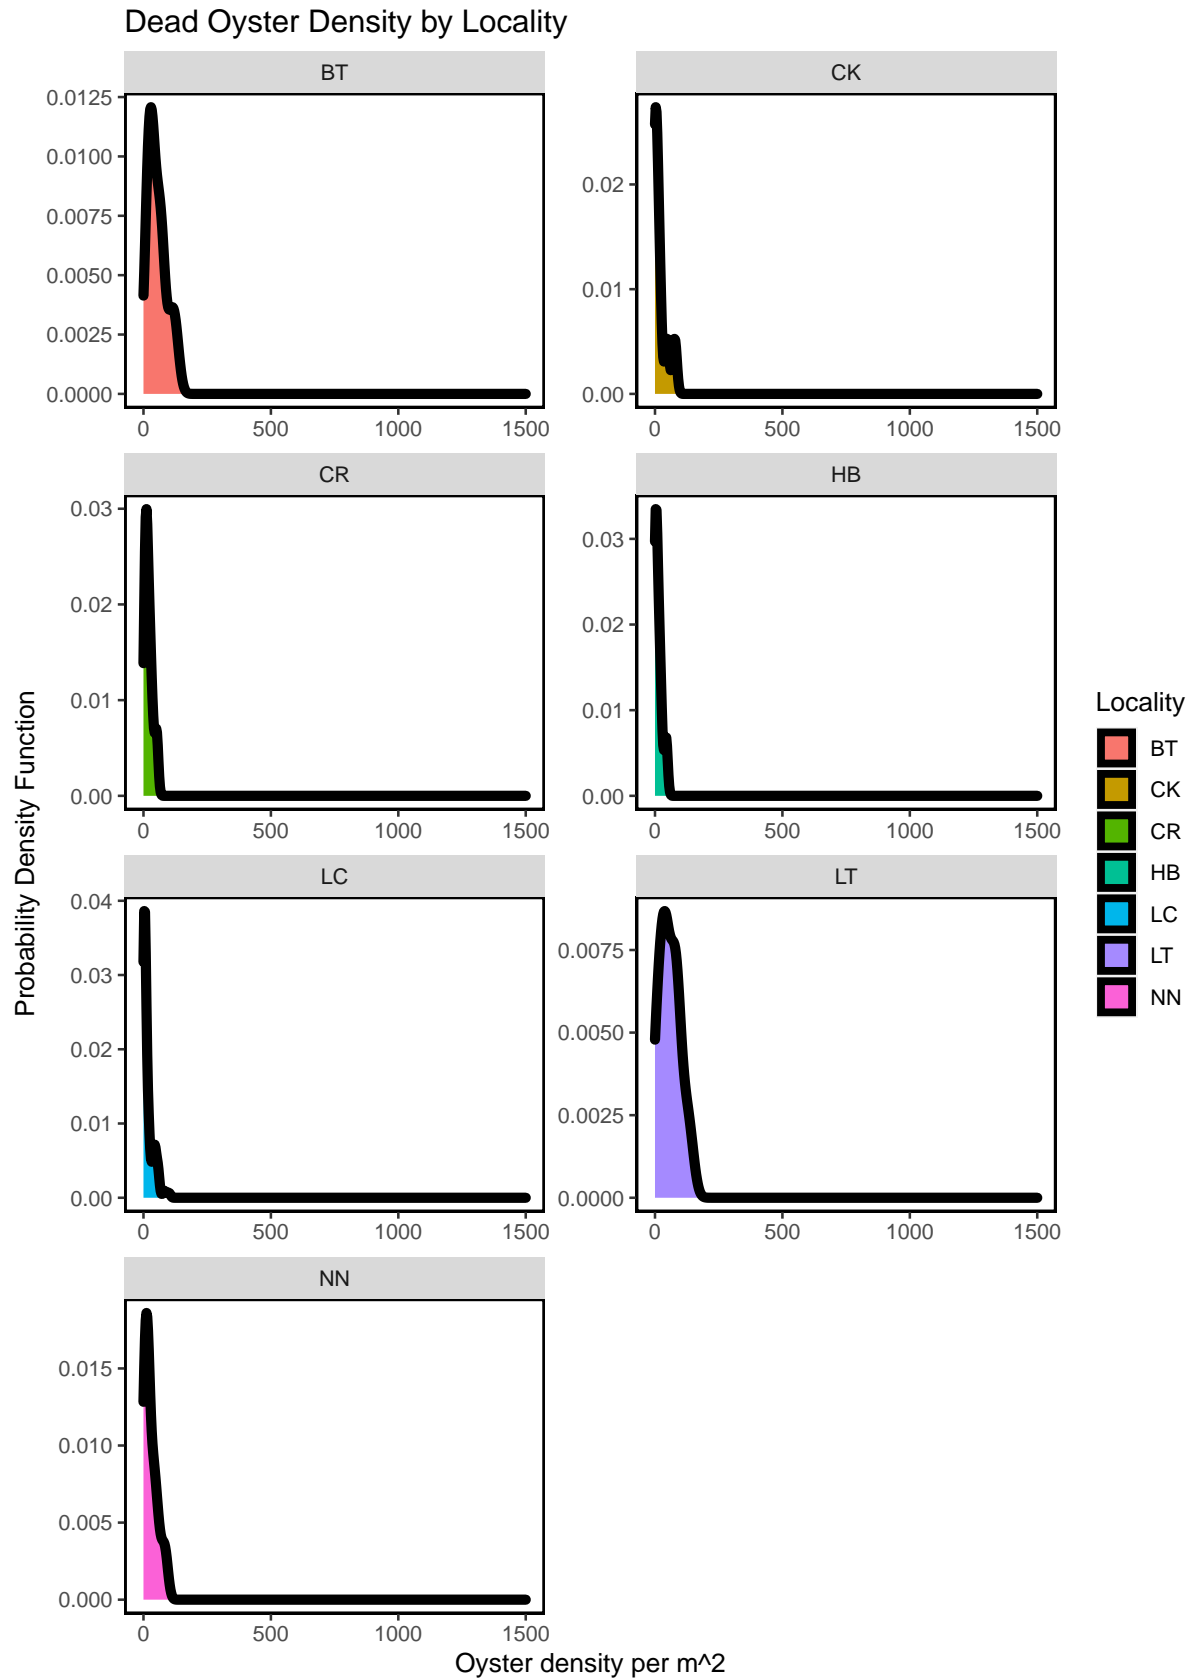 Dead Oyster Density by Locality
BT
CK
0.0125
0.0100
0.0075
0.0050
0.0025
0.0000
0.02
0.01
0.00
0 500 1000 1500
0 500 1000 1500
CR
HB
0.03
0.02
0.01
0.00
0.03
0.02
0.01
0.00
0 500 1000 1500
0 500 1000 1500
LC
LT
0.04
0.03
0.02
0.01
0.00
0.0075
0.0050
0.0025
0.0000
0 500 1000 1500
0 500 1000 1500
NN
0.015
0.010
0.005
0.000
0 500 1000 1500
Oyster density per m^2
Probability Density Function
Locality
BT
CK
CR
HB
LC
LT
NN